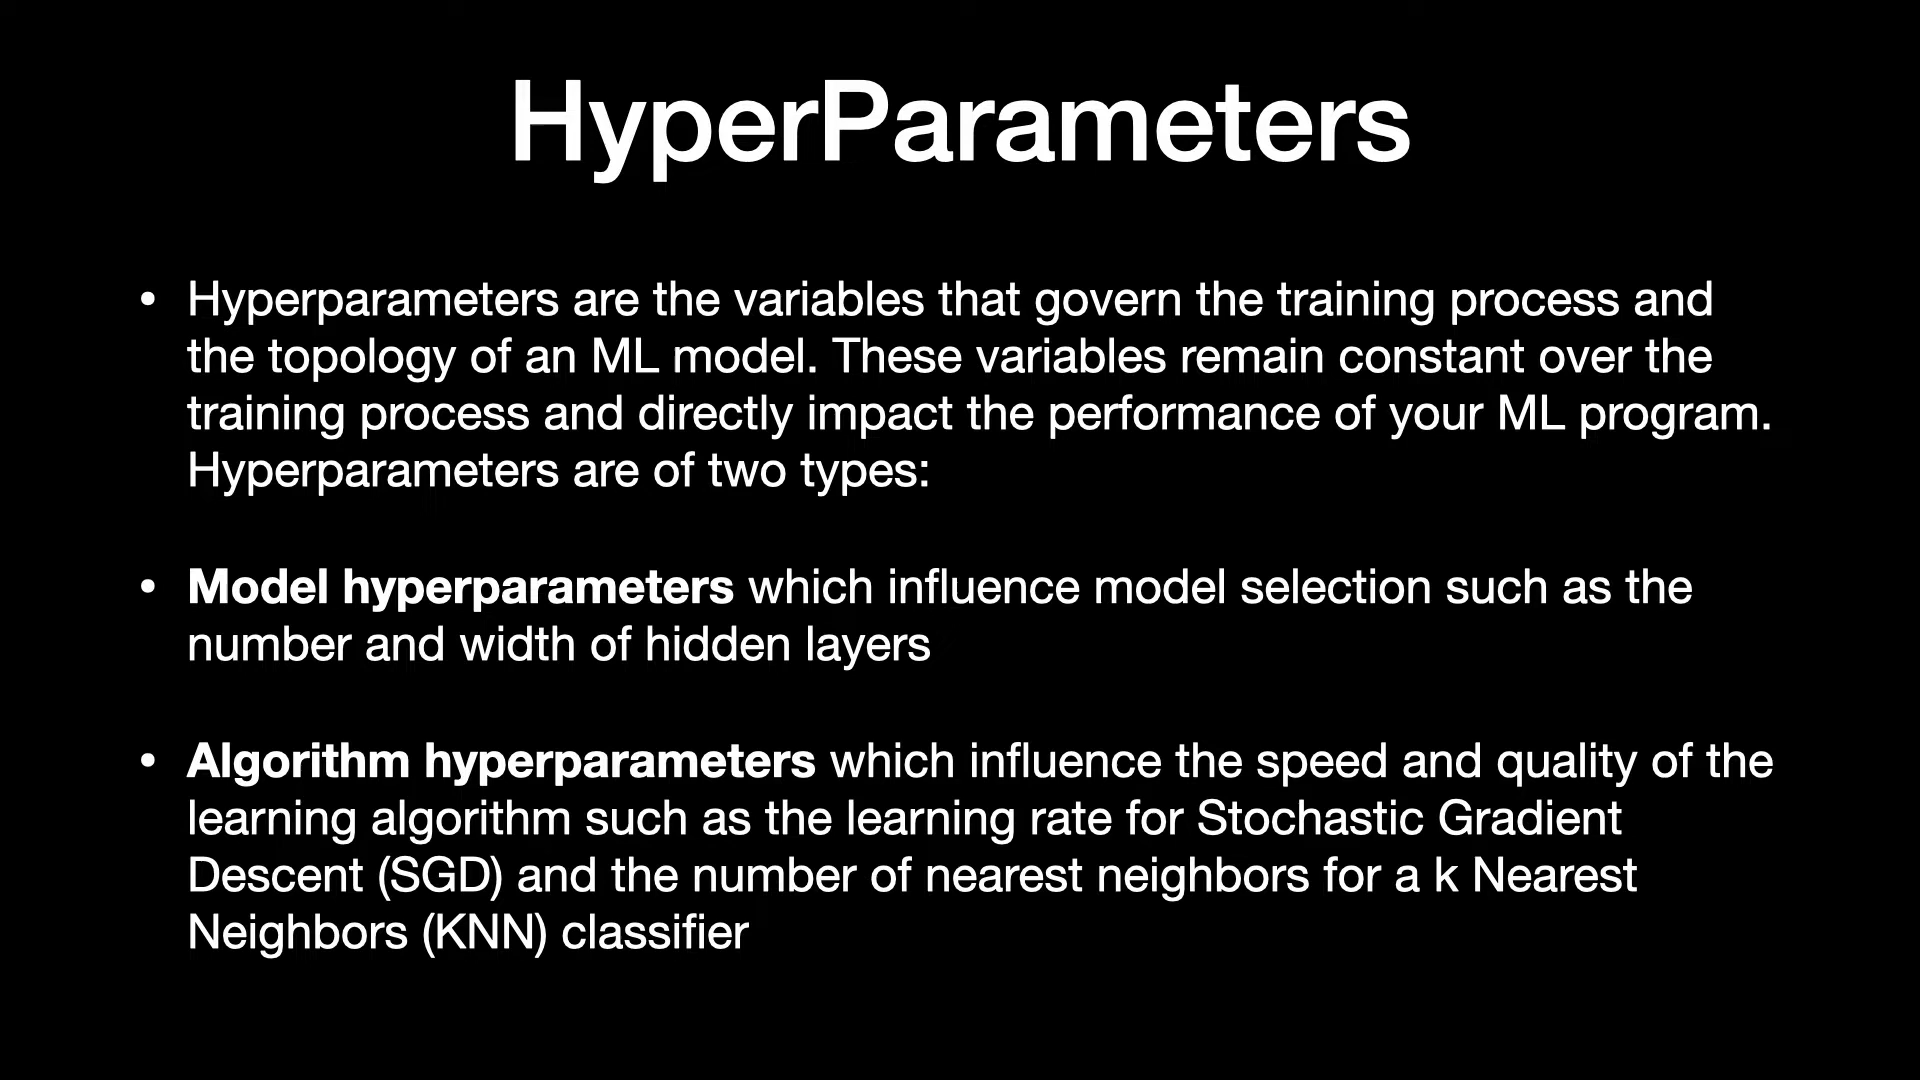 HyperParameters
• Hyperparameters are the variables that govern the training process and
the topology of an ML model. These variables remain constant over the
training process and directly impact the performance of your ML program.
Hyperparameters are of two types:
• Model hyperparameters which influence model selection such as the
number and width of hidden layers
• Algorithm hyperparameters which influence the speed and quality of the
learning algorithm such as the learning rate for Stochastic Gradient
Descent (SGD) and the number of nearest neighbors for a k Nearest
Neighbors (KNN) classifier